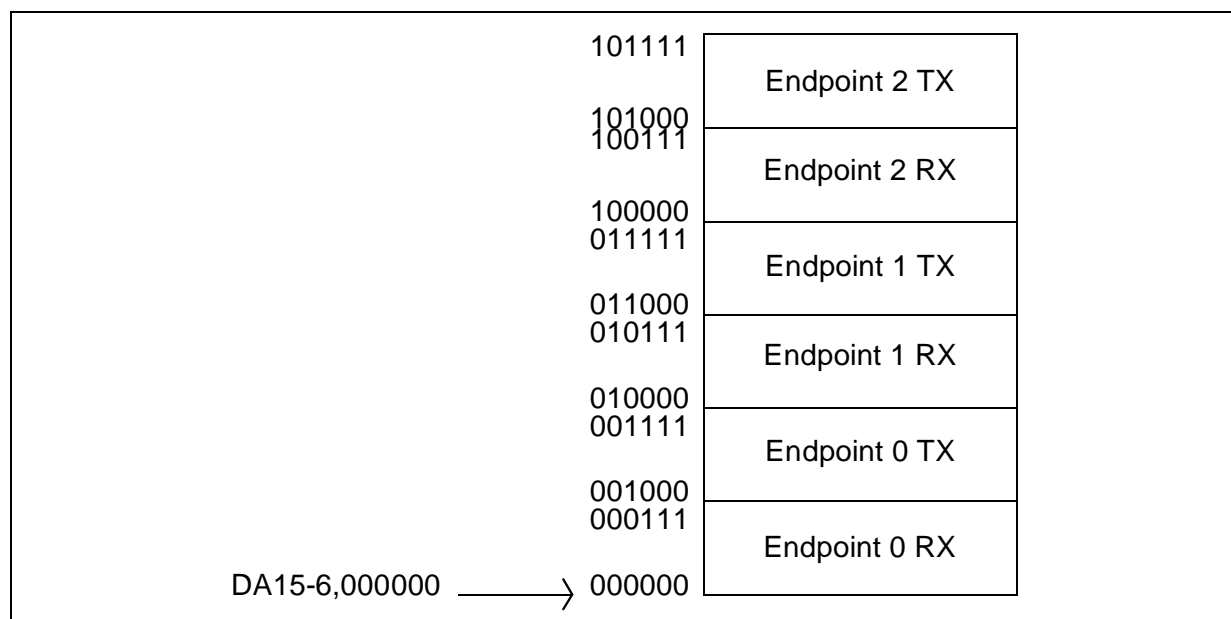 101111
Endpoint 2 TX
101000
100111
Endpoint 2 RX
100000
011111
Endpoint 1 TX
011000
010111
Endpoint 1 RX
010000
001111
Endpoint 0 TX
001000
000111
Endpoint 0 RX
DA15-6,000000 000000